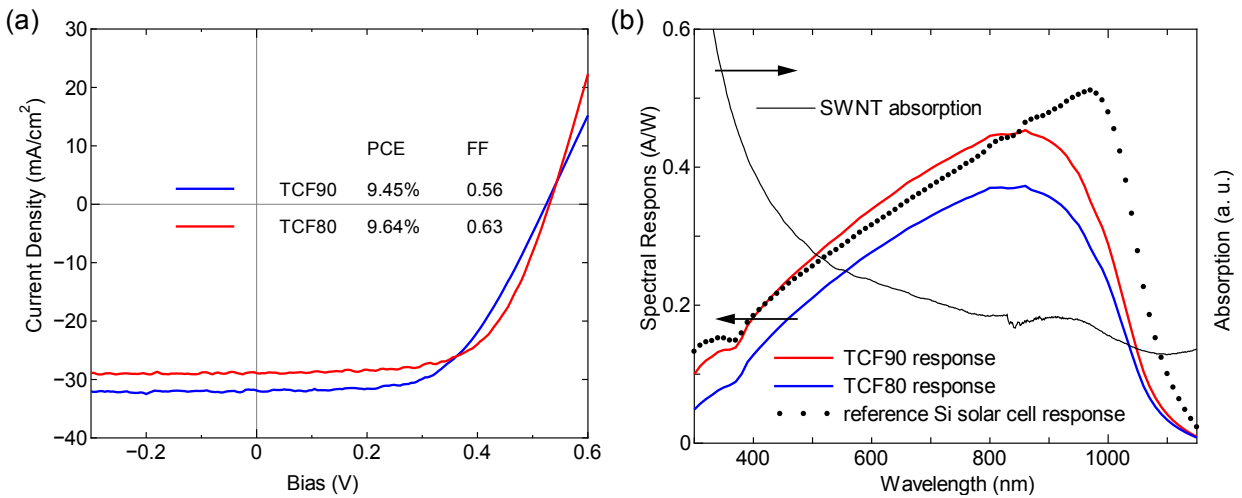 (a)
30
20
10
0
−10
−20
−30
−40
Current Density (mA/cm²)
PCE FF
TCF90 9.45% 0.56
TCF80 9.64% 0.63
−0.2 0 0.2 0.4 0.6
Bias (V)
(b)
0.6
0.4
0.2
0
Spectral Respons (A/W)
SWNT absorption
TCF90 response
TCF80 response
reference Si solar cell response
400 600 800 1000
Wavelength (nm)
Absorption (a. u.)